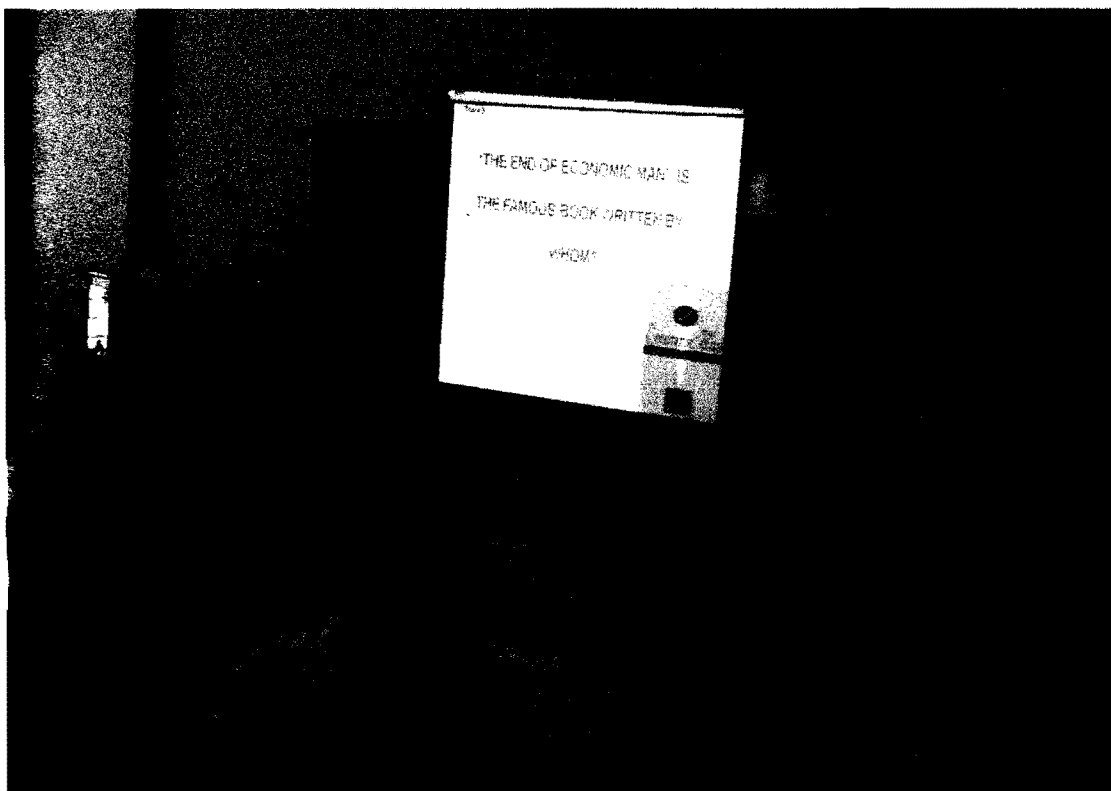 "THE END OF ECONOMIC MAN" IS
THE FAMOUS BOOK WRITTEN BY
WHOM?